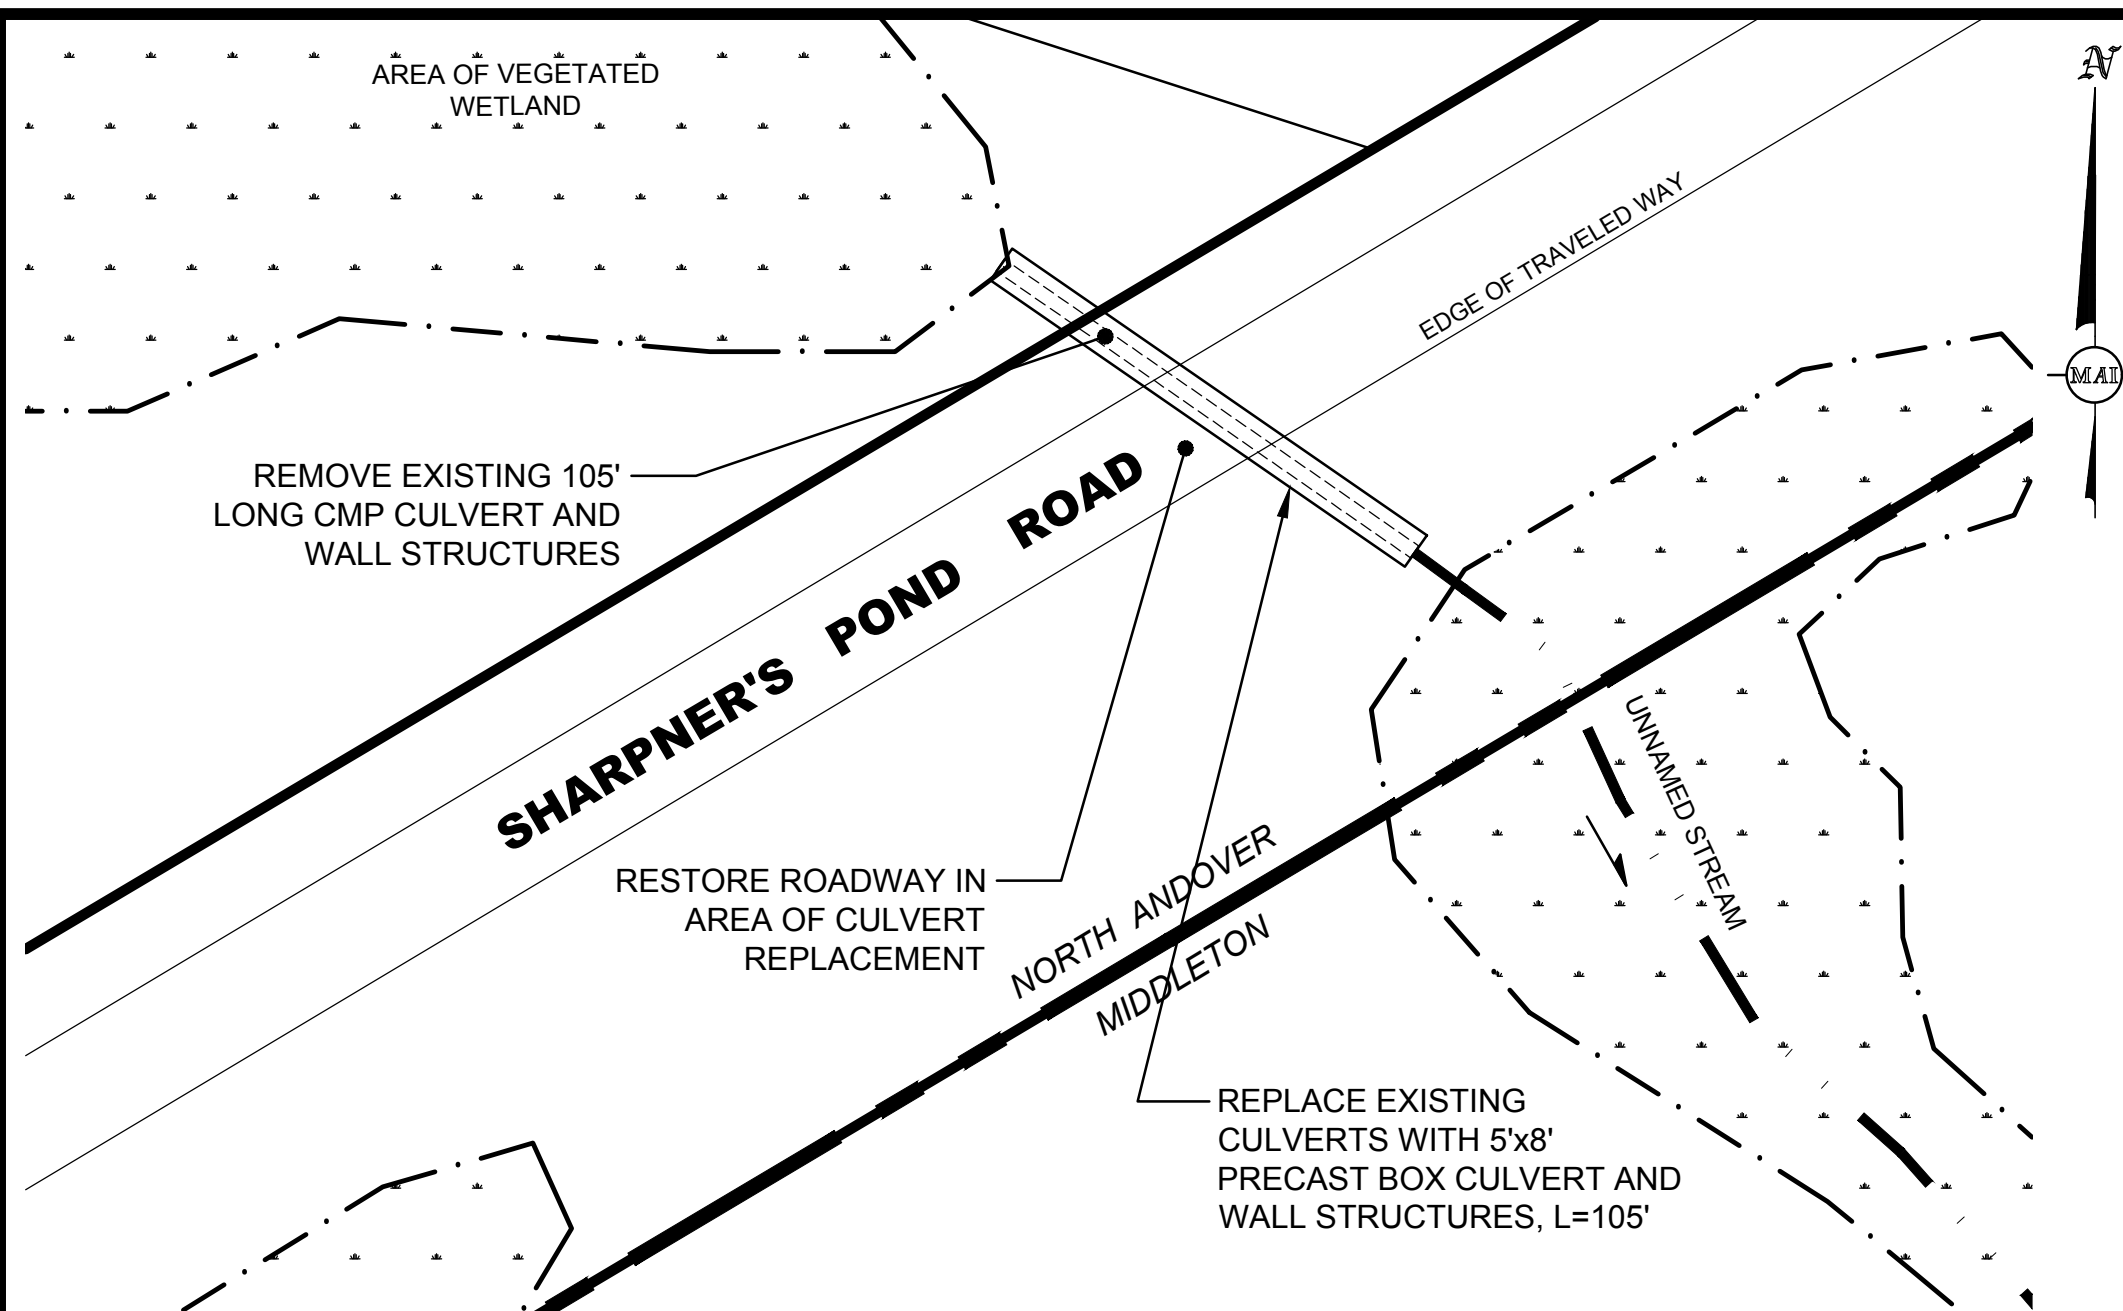 AREA OF VEGETATED
WETLAND
N
MAI
EDGE OF TRAVELED WAY
REMOVE EXISTING 105'
LONG CMP CULVERT AND
WALL STRUCTURES
SHARPNER'S POND ROAD
UNNAMED STREAM
RESTORE ROADWAY IN
AREA OF CULVERT
REPLACEMENT
NORTH ANDOVER
MIDDLETON
REPLACE EXISTING
CULVERTS WITH 5'x8'
PRECAST BOX CULVERT AND
WALL STRUCTURES, L=105'